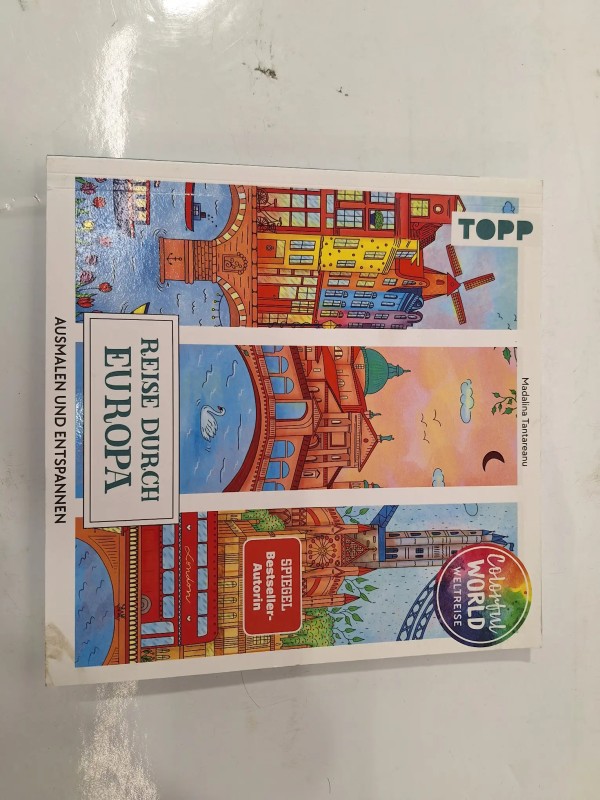 TOPP
Madalina Tantareanu
Colorful
WORLD
WELTREISE
SPIEGEL
Bestseller-
Autorin
London
REISE DURCH
EUROPA
AUSMALEN UND ENTSPANNEN